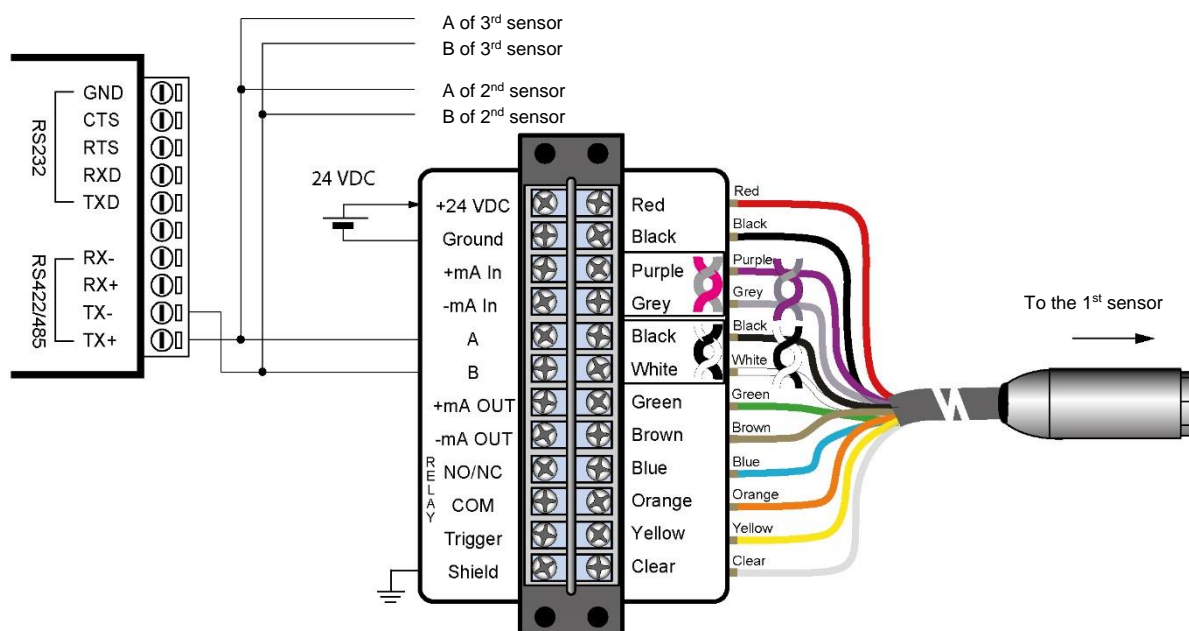 A of 3rd sensor
B of 3rd sensor
A of 2nd sensor
B of 2nd sensor
RS232
GND
CTS
RTS
RXD
TXD
RS422/485
RX-
RX+
TX-
TX+
24 VDC
+24 VDC
Ground
+mA In
-mA In
A
B
+mA OUT
-mA OUT
RELAY
NO/NC
COM
Trigger
Shield
Red
Black
Purple
Grey
Black
White
Green
Brown
Blue
Orange
Yellow
Clear
Red
Black
Purple
Grey
Black
White
Green
Brown
Blue
Orange
Yellow
Clear
To the 1st sensor